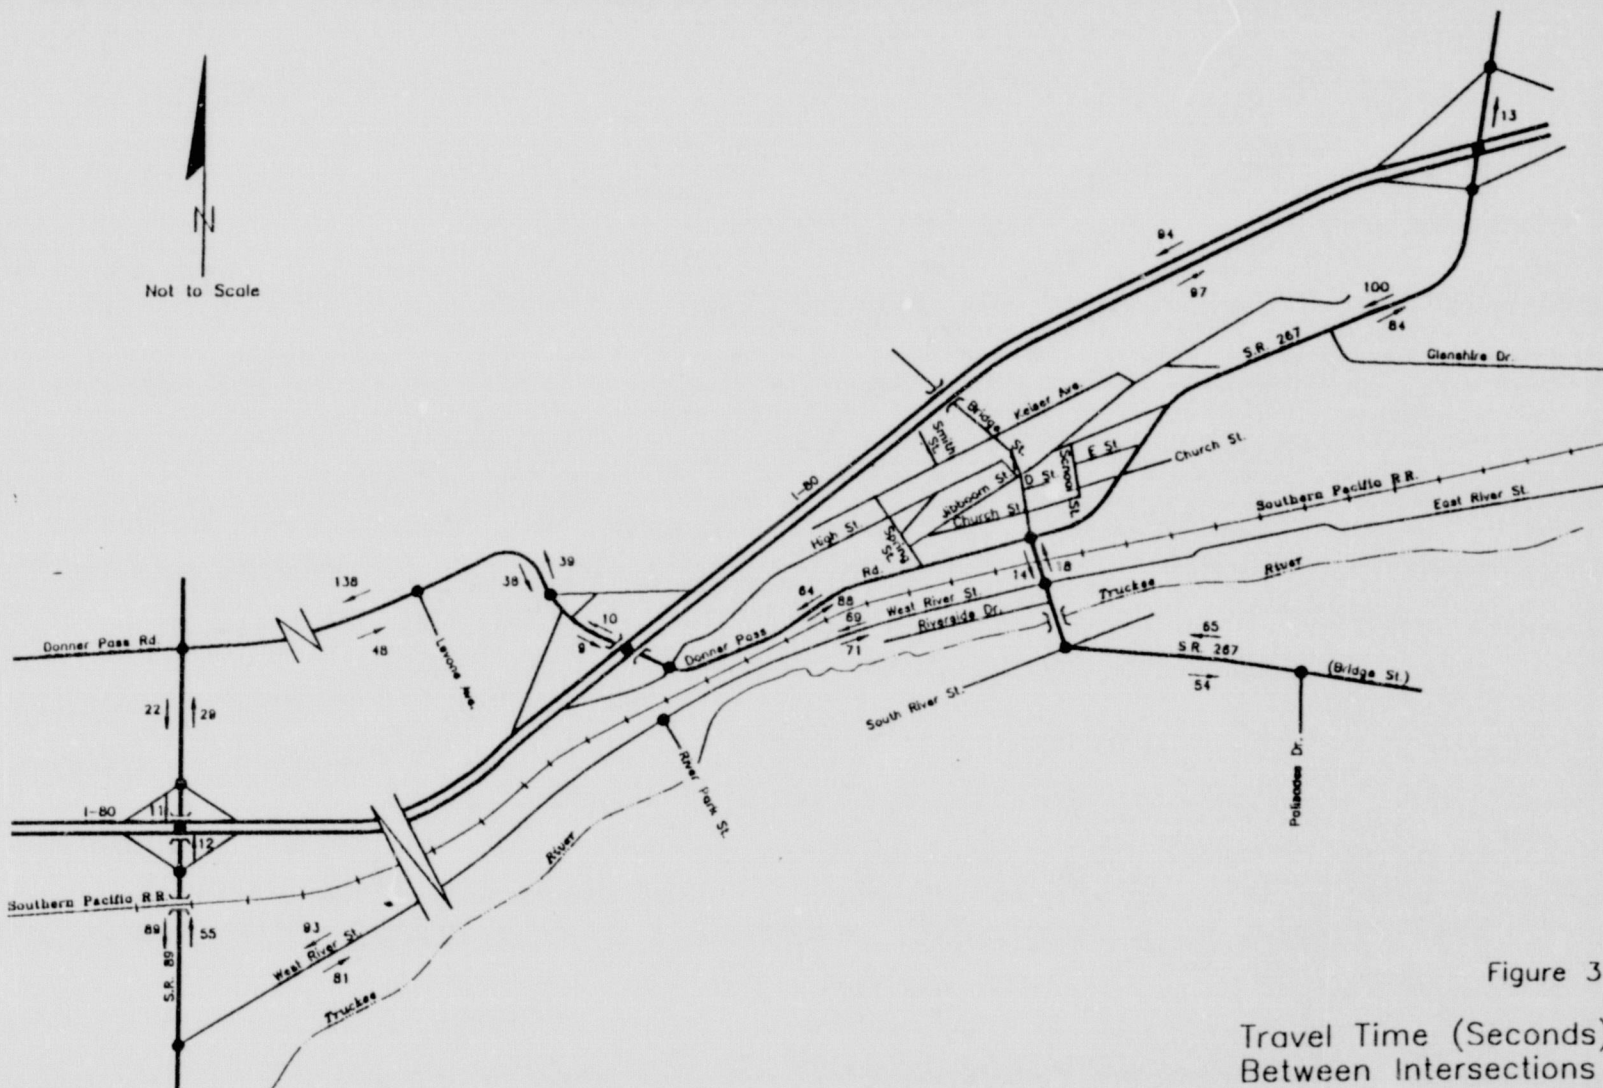 N
Not to Scale
13
94
97
100
84
S.R. 267
Glenshire Dr.
Keiser Ave.
Bridge St.
Smith St.
E St.
School St.
Church St.
D St.
Jibboom St.
Church St.
I-80
High St.
Spring St.
Southern Pacific R R.
East River St.
14
18
Truckee River
138
48
39
38
10
9
Donner Pass Rd.
Levone Ave.
Donner Pass Rd.
64
88
69
71
West River St.
Riverside Dr.
65
S R. 267
54
(Bridge St.)
South River St.
Palisades Dr.
22
29
I-80
11
12
River Park St.
Southern Pacific R R
89
55
S.R. 89
93
West River St.
81
Truckee River
Figure 3
Travel Time (Seconds)
Between Intersections